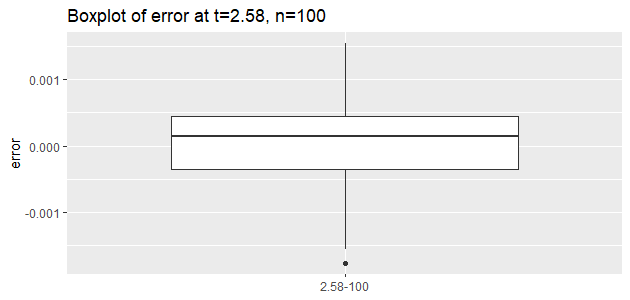 Boxplot of error at t=2.58, n=100
0.001
0.000
-0.001
error
2.58-100